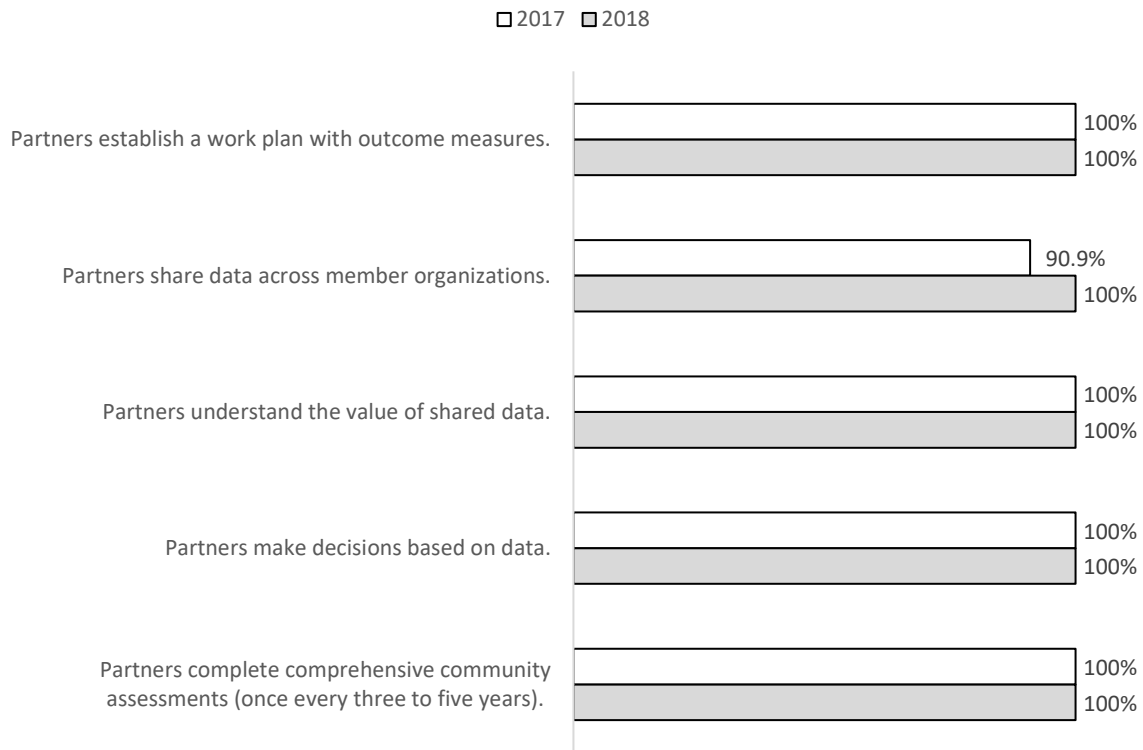 2017 2018
Partners establish a work plan with outcome measures.
100%
100%
Partners share data across member organizations.
90.9%
100%
Partners understand the value of shared data.
100%
100%
Partners make decisions based on data.
100%
100%
Partners complete comprehensive community
assessments (once every three to five years).
100%
100%